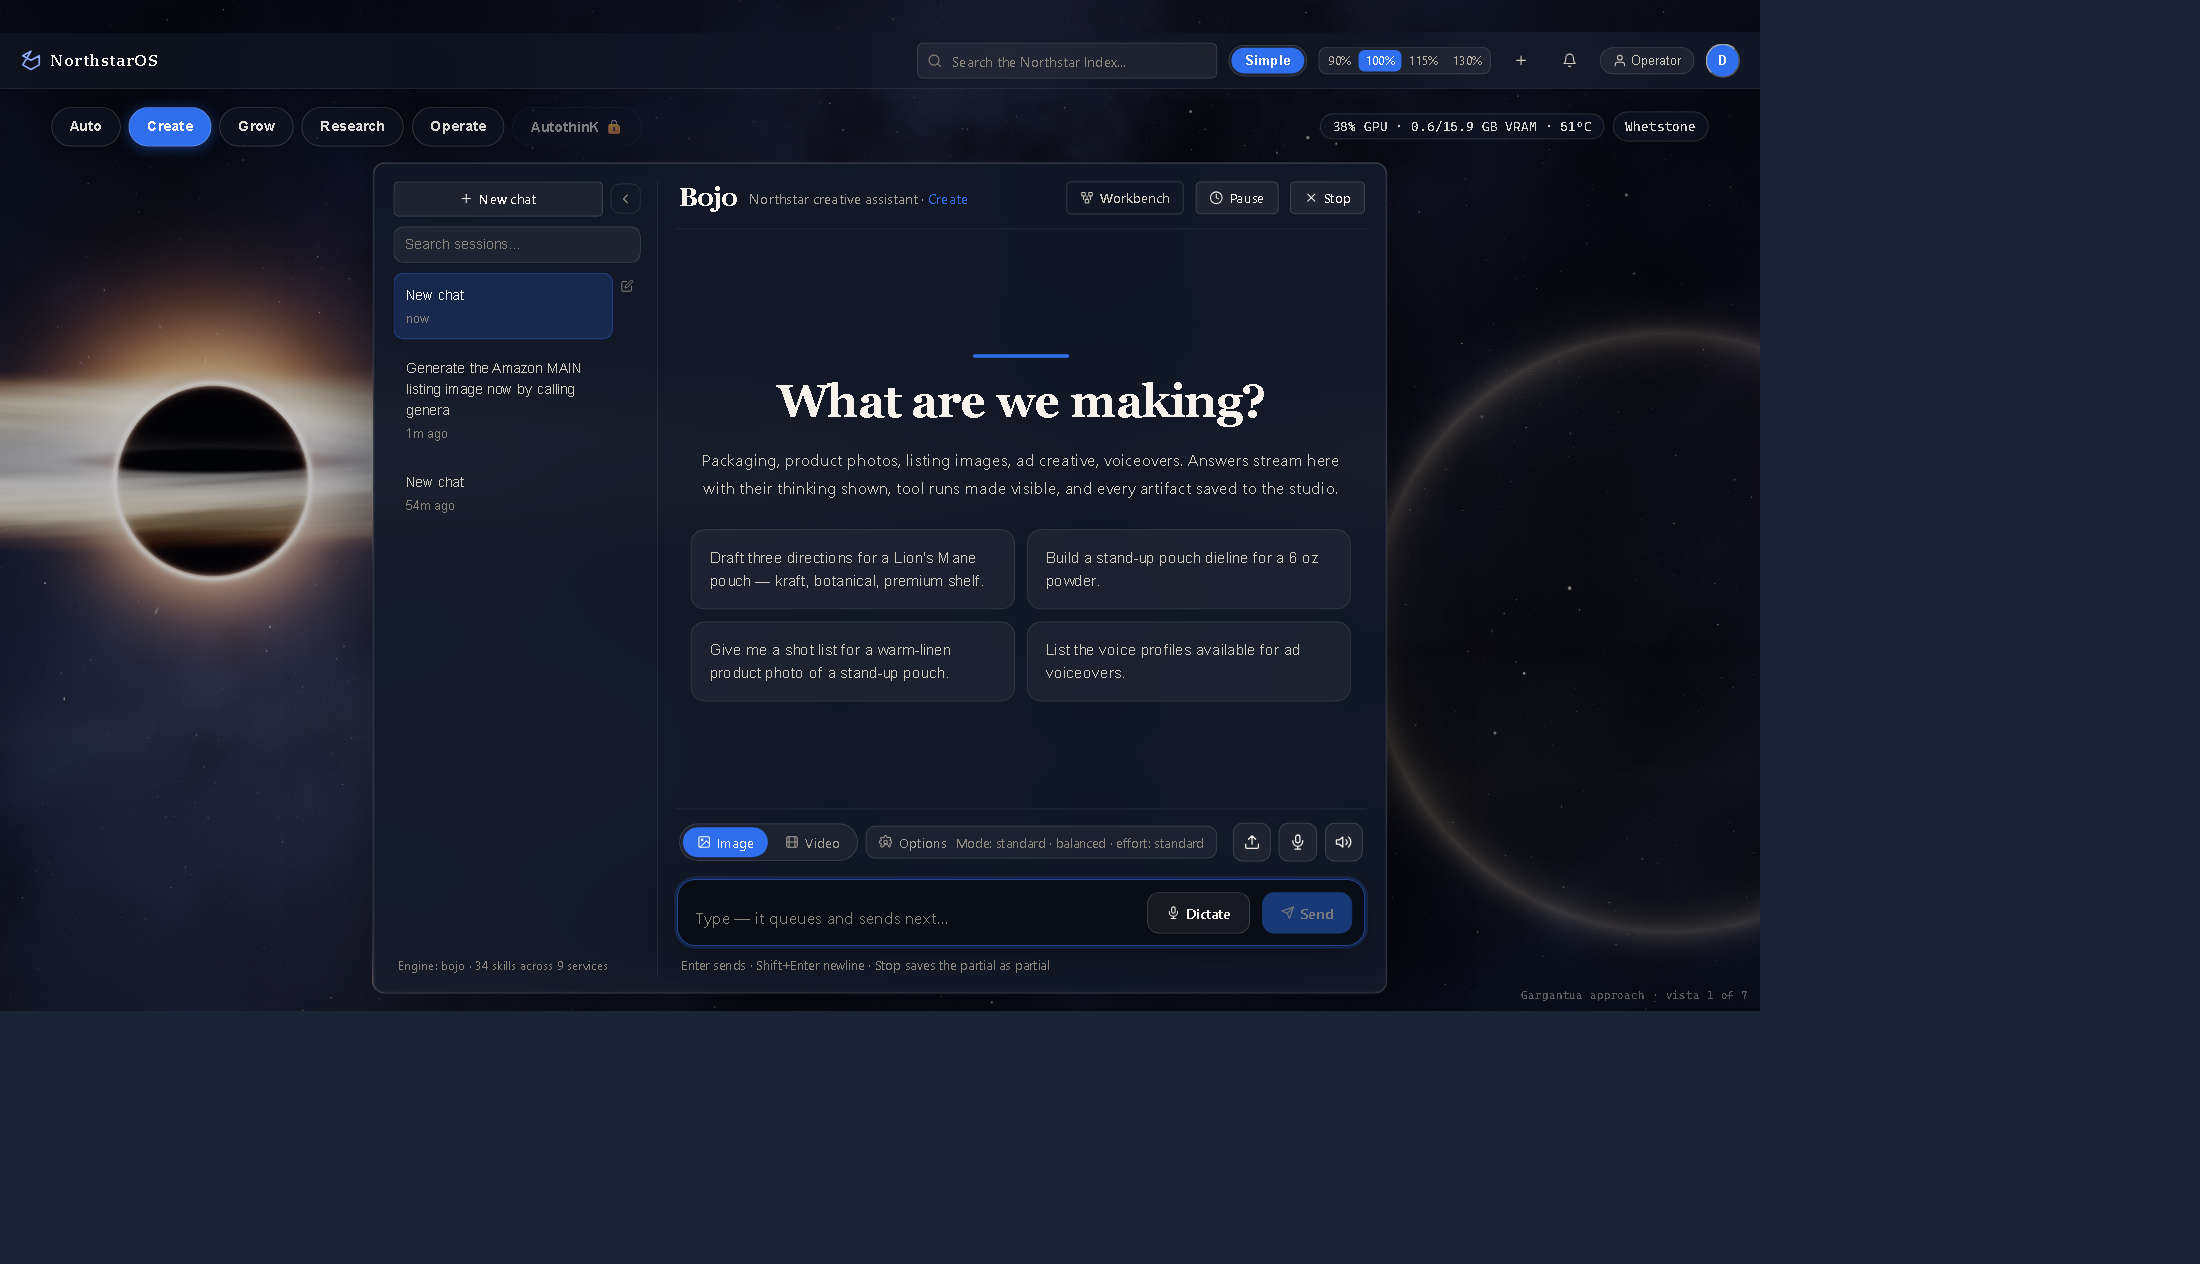 NorthstarOS
Search the Northstar Index...
Simple
90% 100% 115% 130%
Operator
D
Auto
Create
Grow
Research
Operate
AutothinK
38% GPU · 0.6/15.9 GB VRAM · 51°C
Whetstone
+ New chat
Search sessions...
New chat
now
Generate the Amazon MAIN
listing image now by calling
genera
1m ago
New chat
54m ago
Engine: bojo · 34 skills across 9 services
Bojo Northstar creative assistant · Create
Workbench
Pause
Stop
What are we making?
Packaging, product photos, listing images, ad creative, voiceovers. Answers stream here
with their thinking shown, tool runs made visible, and every artifact saved to the studio.
Draft three directions for a Lion's Mane
pouch — kraft, botanical, premium shelf.
Build a stand-up pouch dieline for a 6 oz
powder.
Give me a shot list for a warm-linen
product photo of a stand-up pouch.
List the voice profiles available for ad
voiceovers.
Image
Video
Options Mode: standard · balanced · effort: standard
Type — it queues and sends next...
Dictate
Send
Enter sends · Shift+Enter newline · Stop saves the partial as partial
Gargantua approach · vista 1 of 7